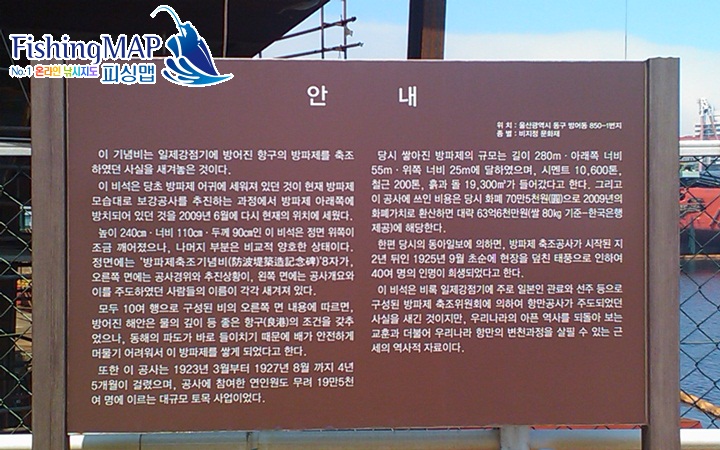 FishingMAP
No.1 온라인 낚시지도 피싱맵
안 내
위 치 : 울산광역시 동구 방어동 850-1번지
종 별 : 비지정 문화재
이 기념비는 일제강점기에 방어진 항구의 방파제를 축조
하였던 사실을 새겨놓은 것이다.
이 비석은 당초 방파제 어귀에 세워져 있던 것이 현재 방파제
모습대로 보강공사를 추진하는 과정에서 방파제 아래쪽에
방치되어 있던 것을 2009년 6월에 다시 현재의 위치에 세웠다.
높이 240㎝·너비 110㎝·두께 90㎝인 이 비석은 정면 위쪽이
조금 깨어졌으나, 나머지 부분은 비교적 양호한 상태이다.
정면에는 '방파제축조기념비(防波堤築造記念碑)'8자가,
오른쪽 면에는 공사경위와 추진상황이, 왼쪽 면에는 공사개요와
이를 주도하였던 사람들의 이름이 각각 새겨져 있다.
모두 10여 행으로 구성된 비의 오른쪽 면 내용에 따르면,
방어진 해안은 물의 깊이 등 좋은 항구(良港)의 조건을 갖추
었으나, 동해의 파도가 바로 들이치기 때문에 배가 안전하게
머물기 어려워서 이 방파제를 쌓게 되었다고 한다.
또한 이 공사는 1923년 3월부터 1927년 8월 까지 4년
5개월이 걸렸으며, 공사에 참여한 연인원도 무려 19만5천
여 명에 이르는 대규모 토목 사업이었다.
당시 쌓아진 방파제의 규모는 길이 280m·아래쪽 너비
55m·위쪽 너비 25m에 달하였으며, 시멘트 10,600톤,
철근 200톤, 흙과 돌 19,300㎥가 들어갔다고 한다. 그리고
이 공사에 쓰인 비용은 당시 화폐 70만5천원(圓)으로 2009년의
화폐가치로 환산하면 대략 63억6천만원(쌀 80kg 기준-한국은행
제공)에 해당한다.
한편 당시의 동아일보에 의하면, 방파제 축조공사가 시작된 지
2년 뒤인 1925년 9월 초순에 현장을 덮친 태풍으로 인하여
40여 명의 인명이 희생되었다고 한다.
이 비석은 비록 일제강점기에 주로 일본인 관료와 선주 등으로
구성된 방파제 축조위원회에 의하여 항만공사가 주도되었던
사실을 새긴 것이지만, 우리나라의 아픈 역사를 되돌아 보는
교훈과 더불어 우리나라 항만의 변천과정을 살필 수 있는 근
세의 역사적 자료이다.